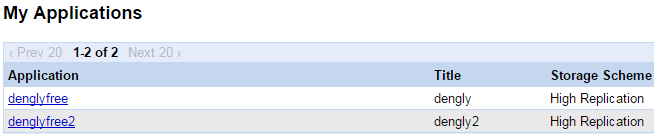 My Applications
‹ Prev 20 1-2 of 2 Next 20 ›
Application Title Storage Scheme
denglyfree dengly High Replication
denglyfree2 dengly2 High Replication